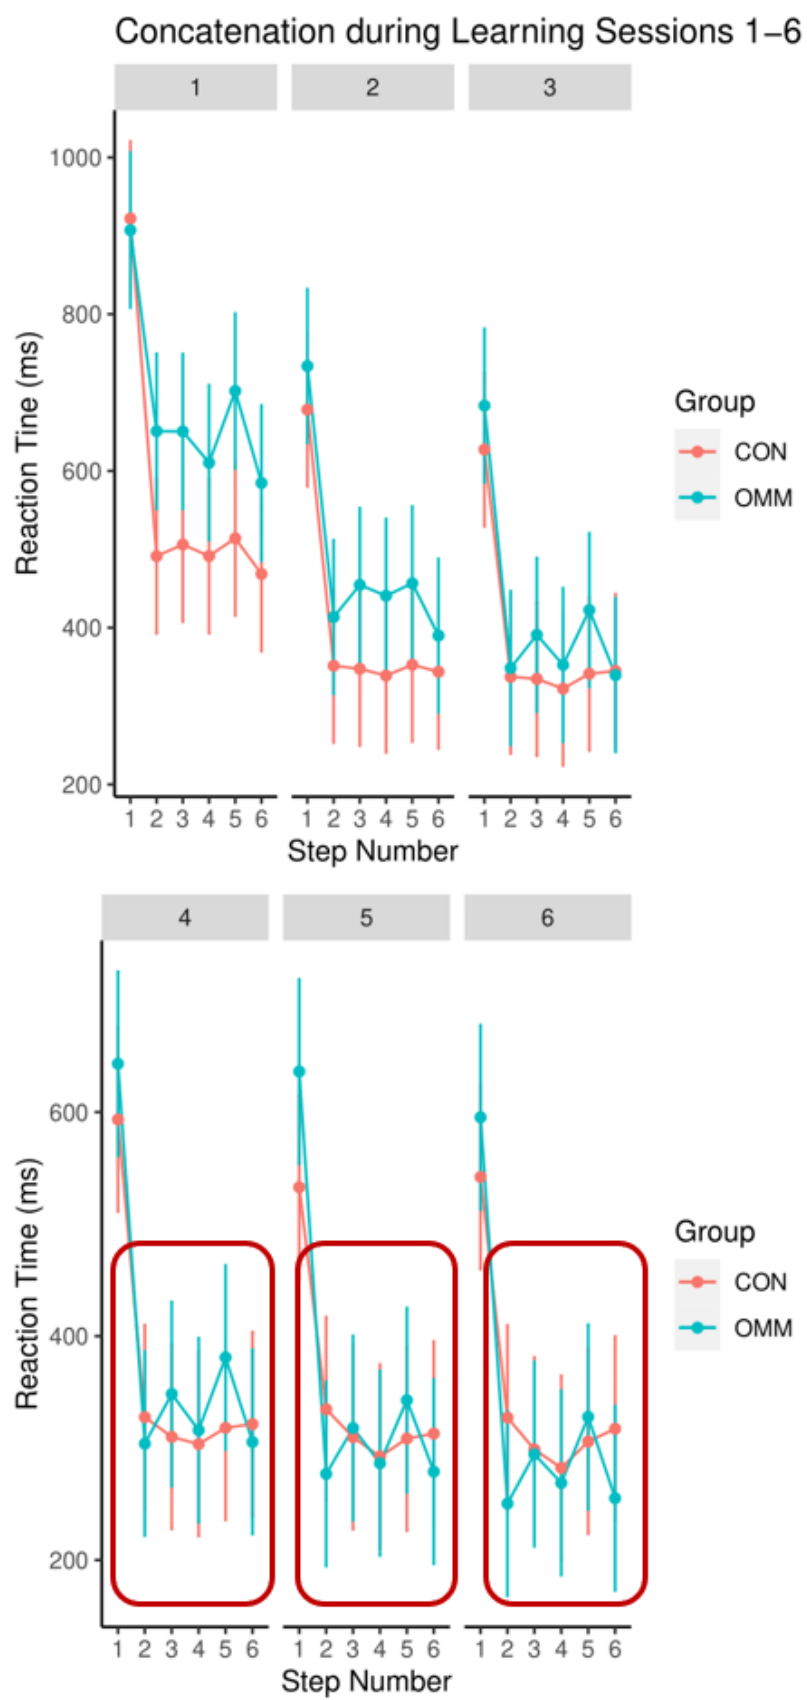 Concatenation during Learning Sessions 1–6
1 2 3
1000
800
600
400
200
Reaction Tine (ms)
1 2 3 4 5 6 1 2 3 4 5 6 1 2 3 4 5 6
Step Number
Group
CON
OMM
4 5 6
600
400
200
Reaction Time (ms)
1 2 3 4 5 6 1 2 3 4 5 6 1 2 3 4 5 6
Step Number
Group
CON
OMM